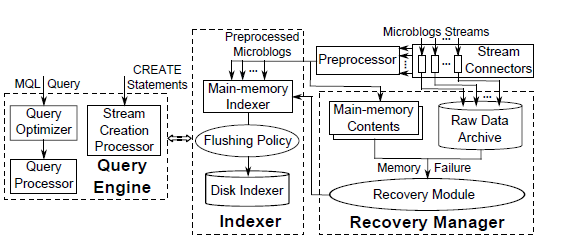 Microblogs Streams
Preprocessed
Microblogs
...
...
Preprocessor
Stream
Connectors
MQL Query
CREATE
Statements
Main-memory
Indexer
Main-memory
Contents
...
Raw Data
Archive
Query
Optimizer
Stream
Creation
Processor
Flushing Policy
Memory Failure
Query
Processor
Query
Engine
Disk Indexer
Recovery Module
Indexer
Recovery Manager